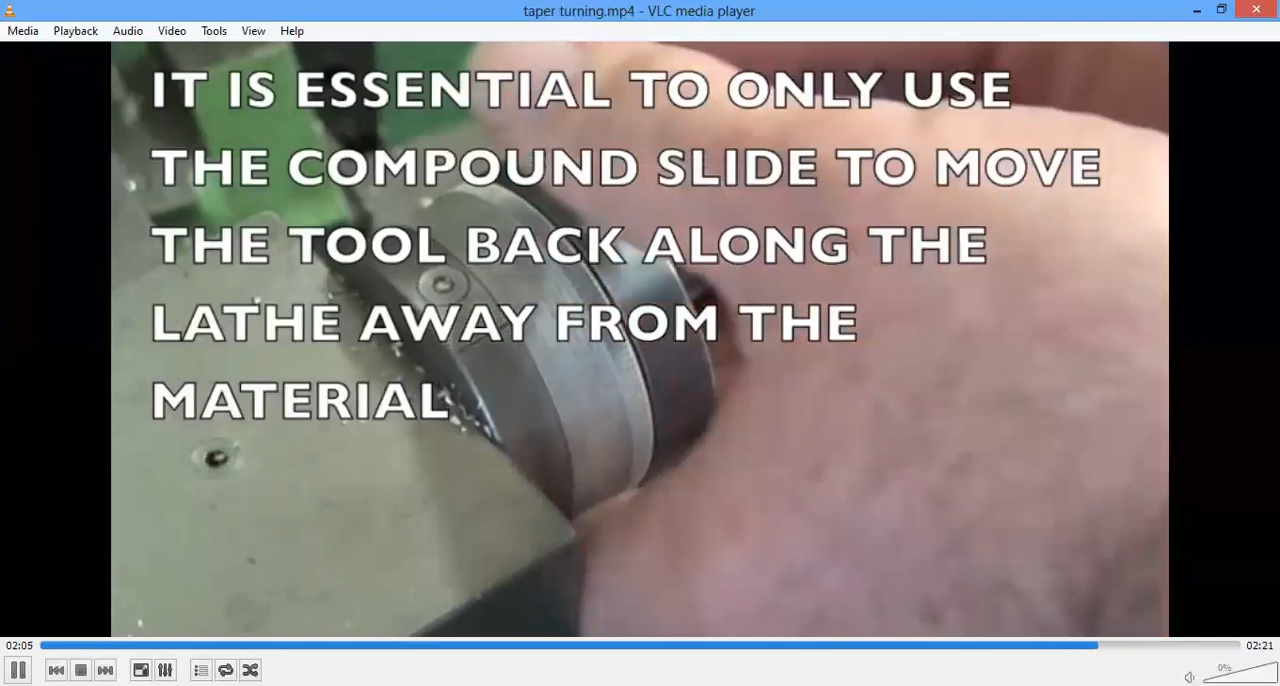 taper turning.mp4 - VLC media player
Media Playback Audio Video Tools View Help
IT IS ESSENTIAL TO ONLY USE
THE COMPOUND SLIDE TO MOVE
THE TOOL BACK ALONG THE
LATHE AWAY FROM THE
MATERIAL
02:05 02:21
0%